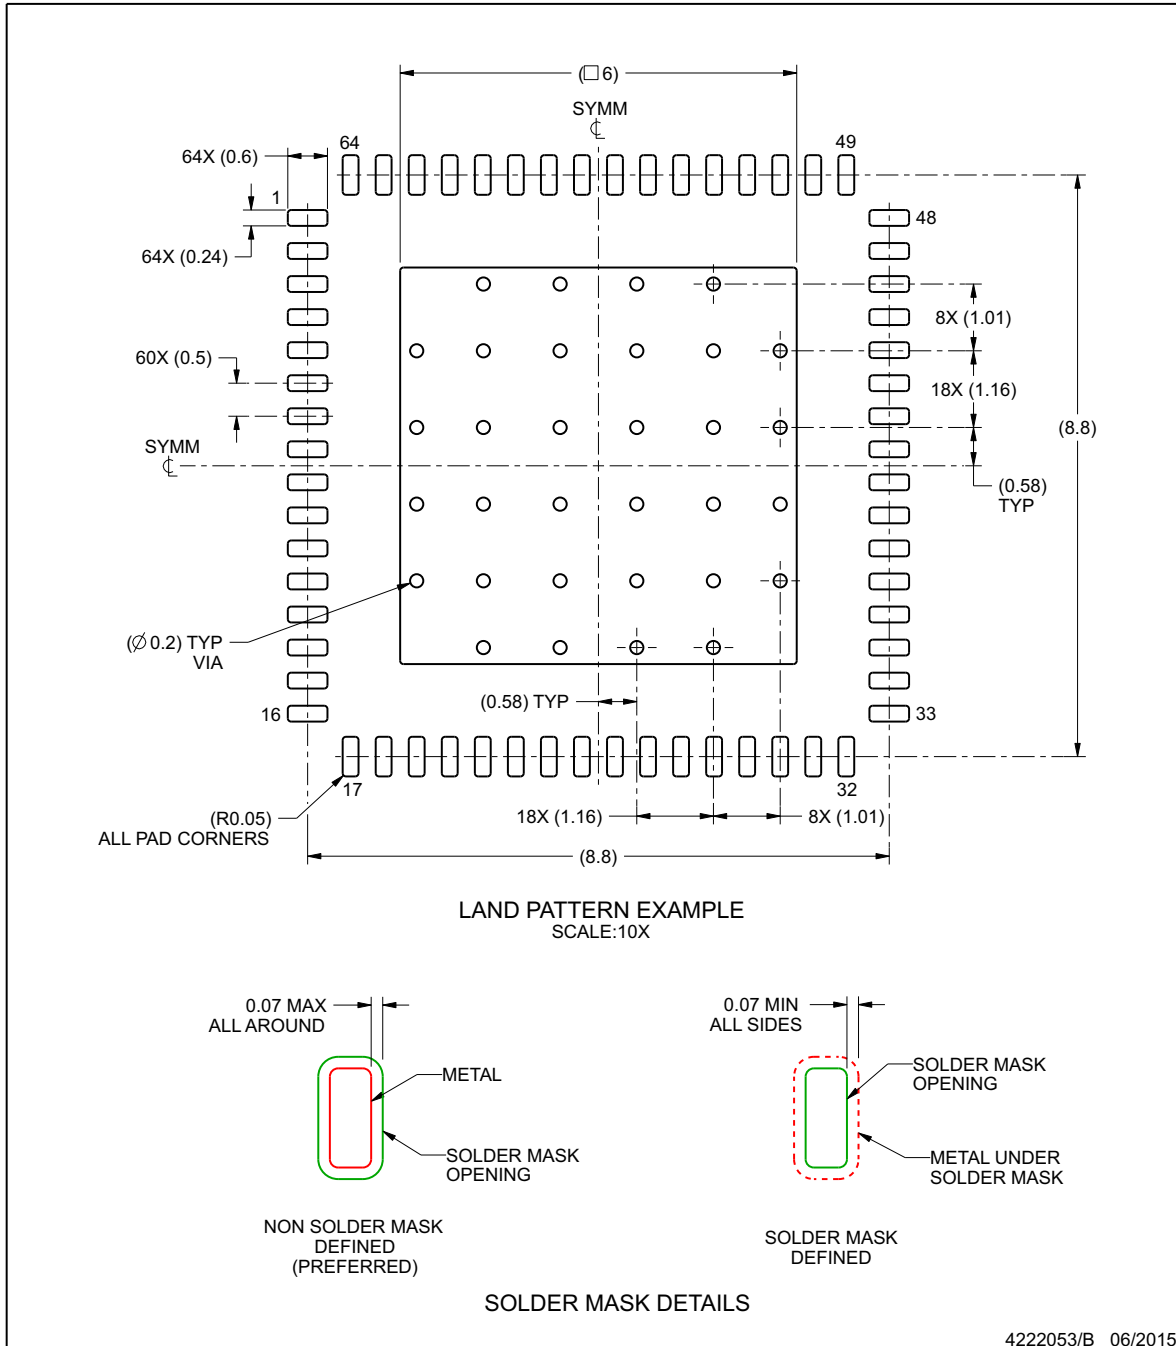 (□ 6)
SYMM
℄
64
49
64X (0.6)
1
48
64X (0.24)
8X (1.01)
60X (0.5)
18X (1.16)
(8.8)
SYMM
℄
(0.58)
TYP
(∅ 0.2) TYP
VIA
(0.58) TYP
16
33
17
32
(R0.05)
ALL PAD CORNERS
18X (1.16)
8X (1.01)
(8.8)
LAND PATTERN EXAMPLE
SCALE:10X
0.07 MAX
ALL AROUND
METAL
SOLDER MASK
OPENING
NON SOLDER MASK
DEFINED
(PREFERRED)
0.07 MIN
ALL SIDES
SOLDER MASK
OPENING
METAL UNDER
SOLDER MASK
SOLDER MASK
DEFINED
SOLDER MASK DETAILS
4222053/B 06/2015